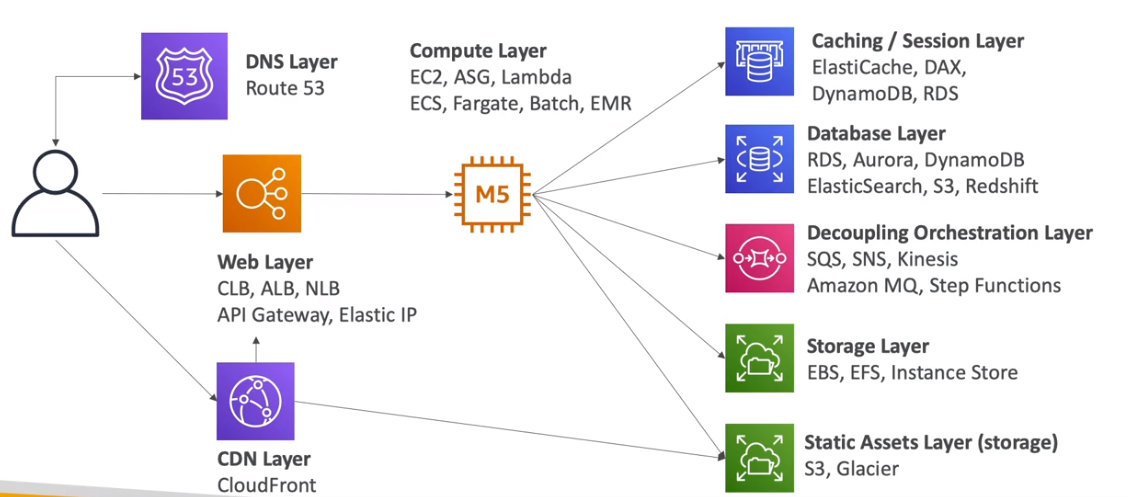 53
DNS Layer
Route 53
Compute Layer
EC2, ASG, Lambda
ECS, Fargate, Batch, EMR
Caching / Session Layer
ElastiCache, DAX,
DynamoDB, RDS
Database Layer
RDS, Aurora, DynamoDB
ElasticSearch, S3, Redshift
M5
Web Layer
CLB, ALB, NLB
API Gateway, Elastic IP
Decoupling Orchestration Layer
SQS, SNS, Kinesis
Amazon MQ, Step Functions
Storage Layer
EBS, EFS, Instance Store
CDN Layer
CloudFront
Static Assets Layer (storage)
S3, Glacier